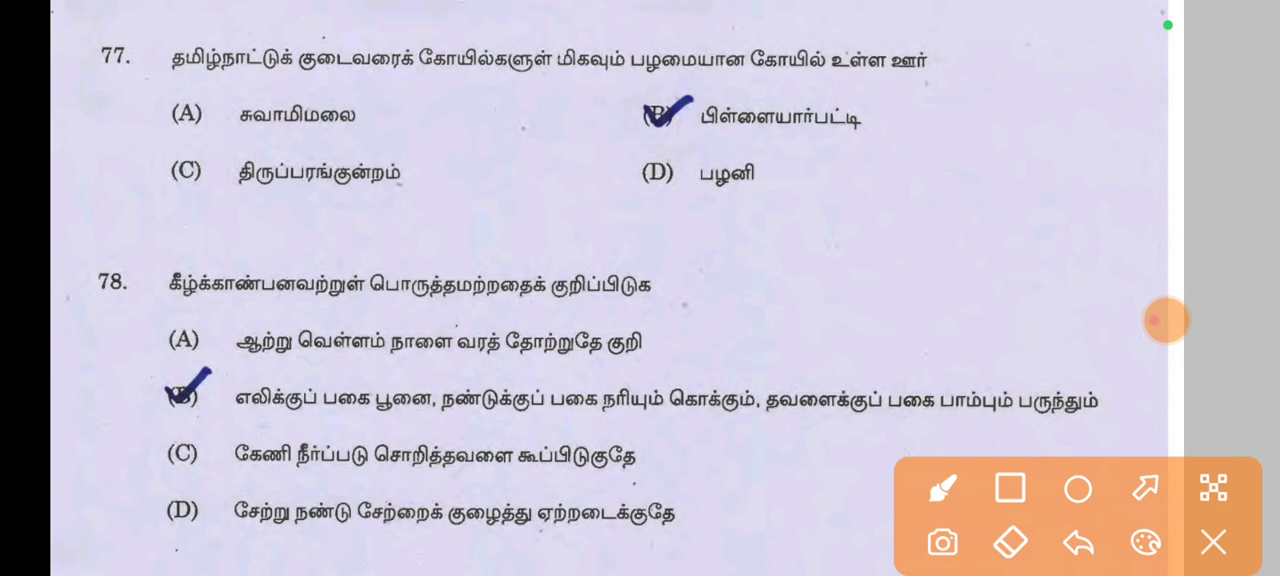 77. தமிழ்நாட்டுக் குடைவரைக் கோயில்களுள் மிகவும் பழமையான கோயில் உள்ள ஊர்
(A) சுவாமிமலை (B) பிள்ளையார்பட்டி
(C) திருப்பரங்குன்றம் (D) பழனி
78. கீழ்க்காண்பனவற்றுள் பொருத்தமற்றதைக் குறிப்பிடுக
(A) ஆற்று வெள்ளம் நாளை வரத் தோற்றுதே குறி
(B) எலிக்குப் பகை பூனை, நண்டுக்குப் பகை நரியும் கொக்கும், தவளைக்குப் பகை பாம்பும் பருந்தும்
(C) கேணி நீர்ப்படு சொறித்தவளை கூப்பிடுகுதே
(D) சேற்று நண்டு சேற்றைக் குழைத்து ஏற்றடைக்குதே